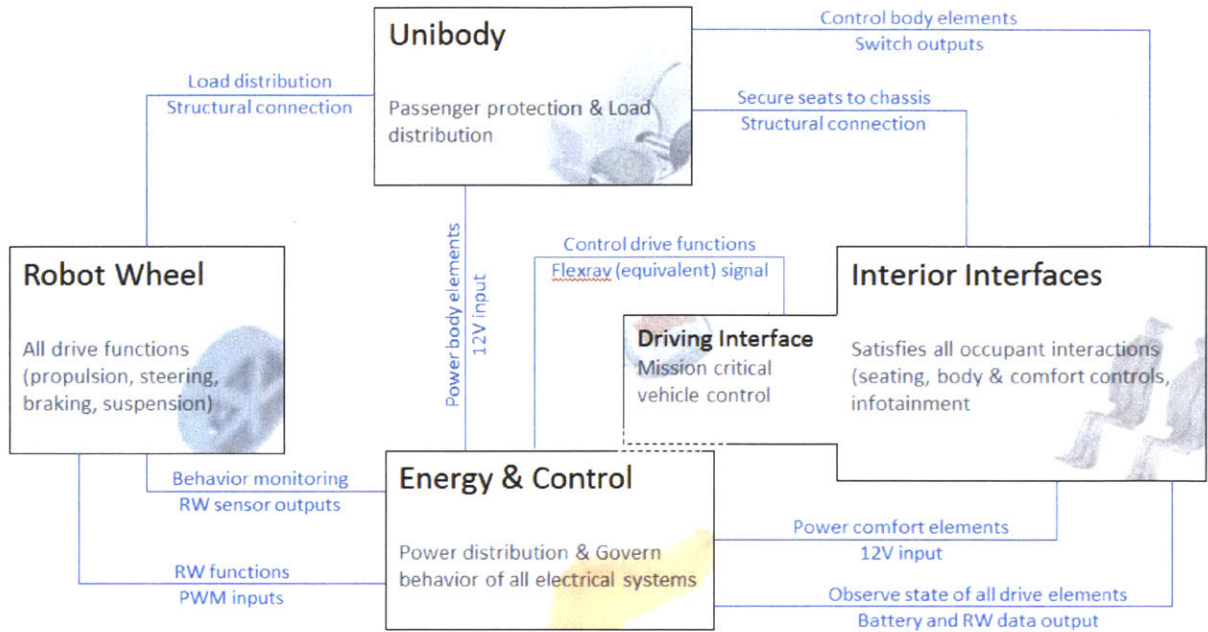 Unibody
Passenger protection & Load
distribution
Control body elements
Switch outputs
Load distribution
Structural connection
Secure seats to chassis
Structural connection
Power body elements
12V input
Control drive functions
Flexray (equivalent) signal
Robot Wheel
All drive functions
(propulsion, steering,
braking, suspension)
Driving Interface
Mission critical
vehicle control
Interior Interfaces
Satisfies all occupant interactions
(seating, body & comfort controls,
infotainment
Behavior monitoring
RW sensor outputs
RW functions
PWM inputs
Energy & Control
Power distribution & Govern
behavior of all electrical systems
Power comfort elements
12V input
Observe state of all drive elements
Battery and RW data output